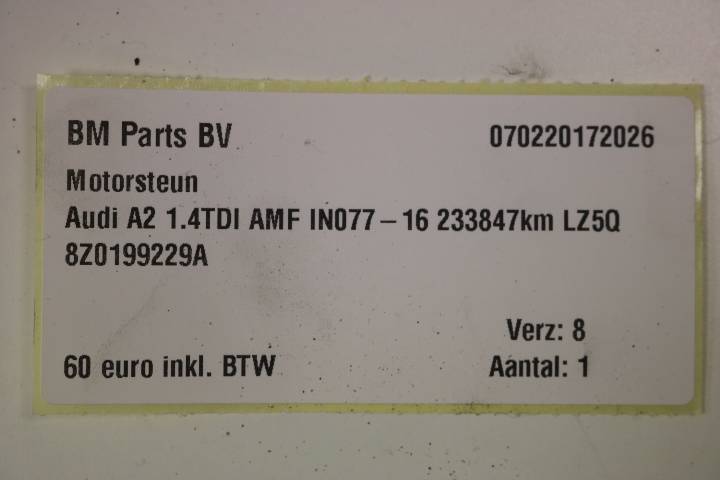 BM Parts BV 070220172026
Motorsteun
Audi A2 1.4TDI AMF IN077-16 233847km LZ5Q
8Z0199229A
Verz: 8
60 euro inkl. BTW Aantal: 1